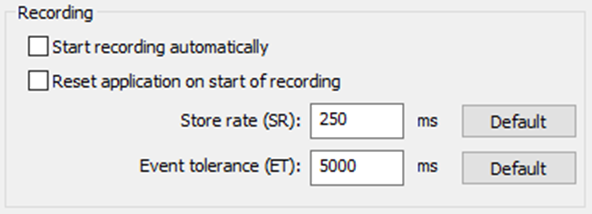 Recording
Start recording automatically
Reset application on start of recording
Store rate (SR): 250 ms Default
Event tolerance (ET): 5000 ms Default